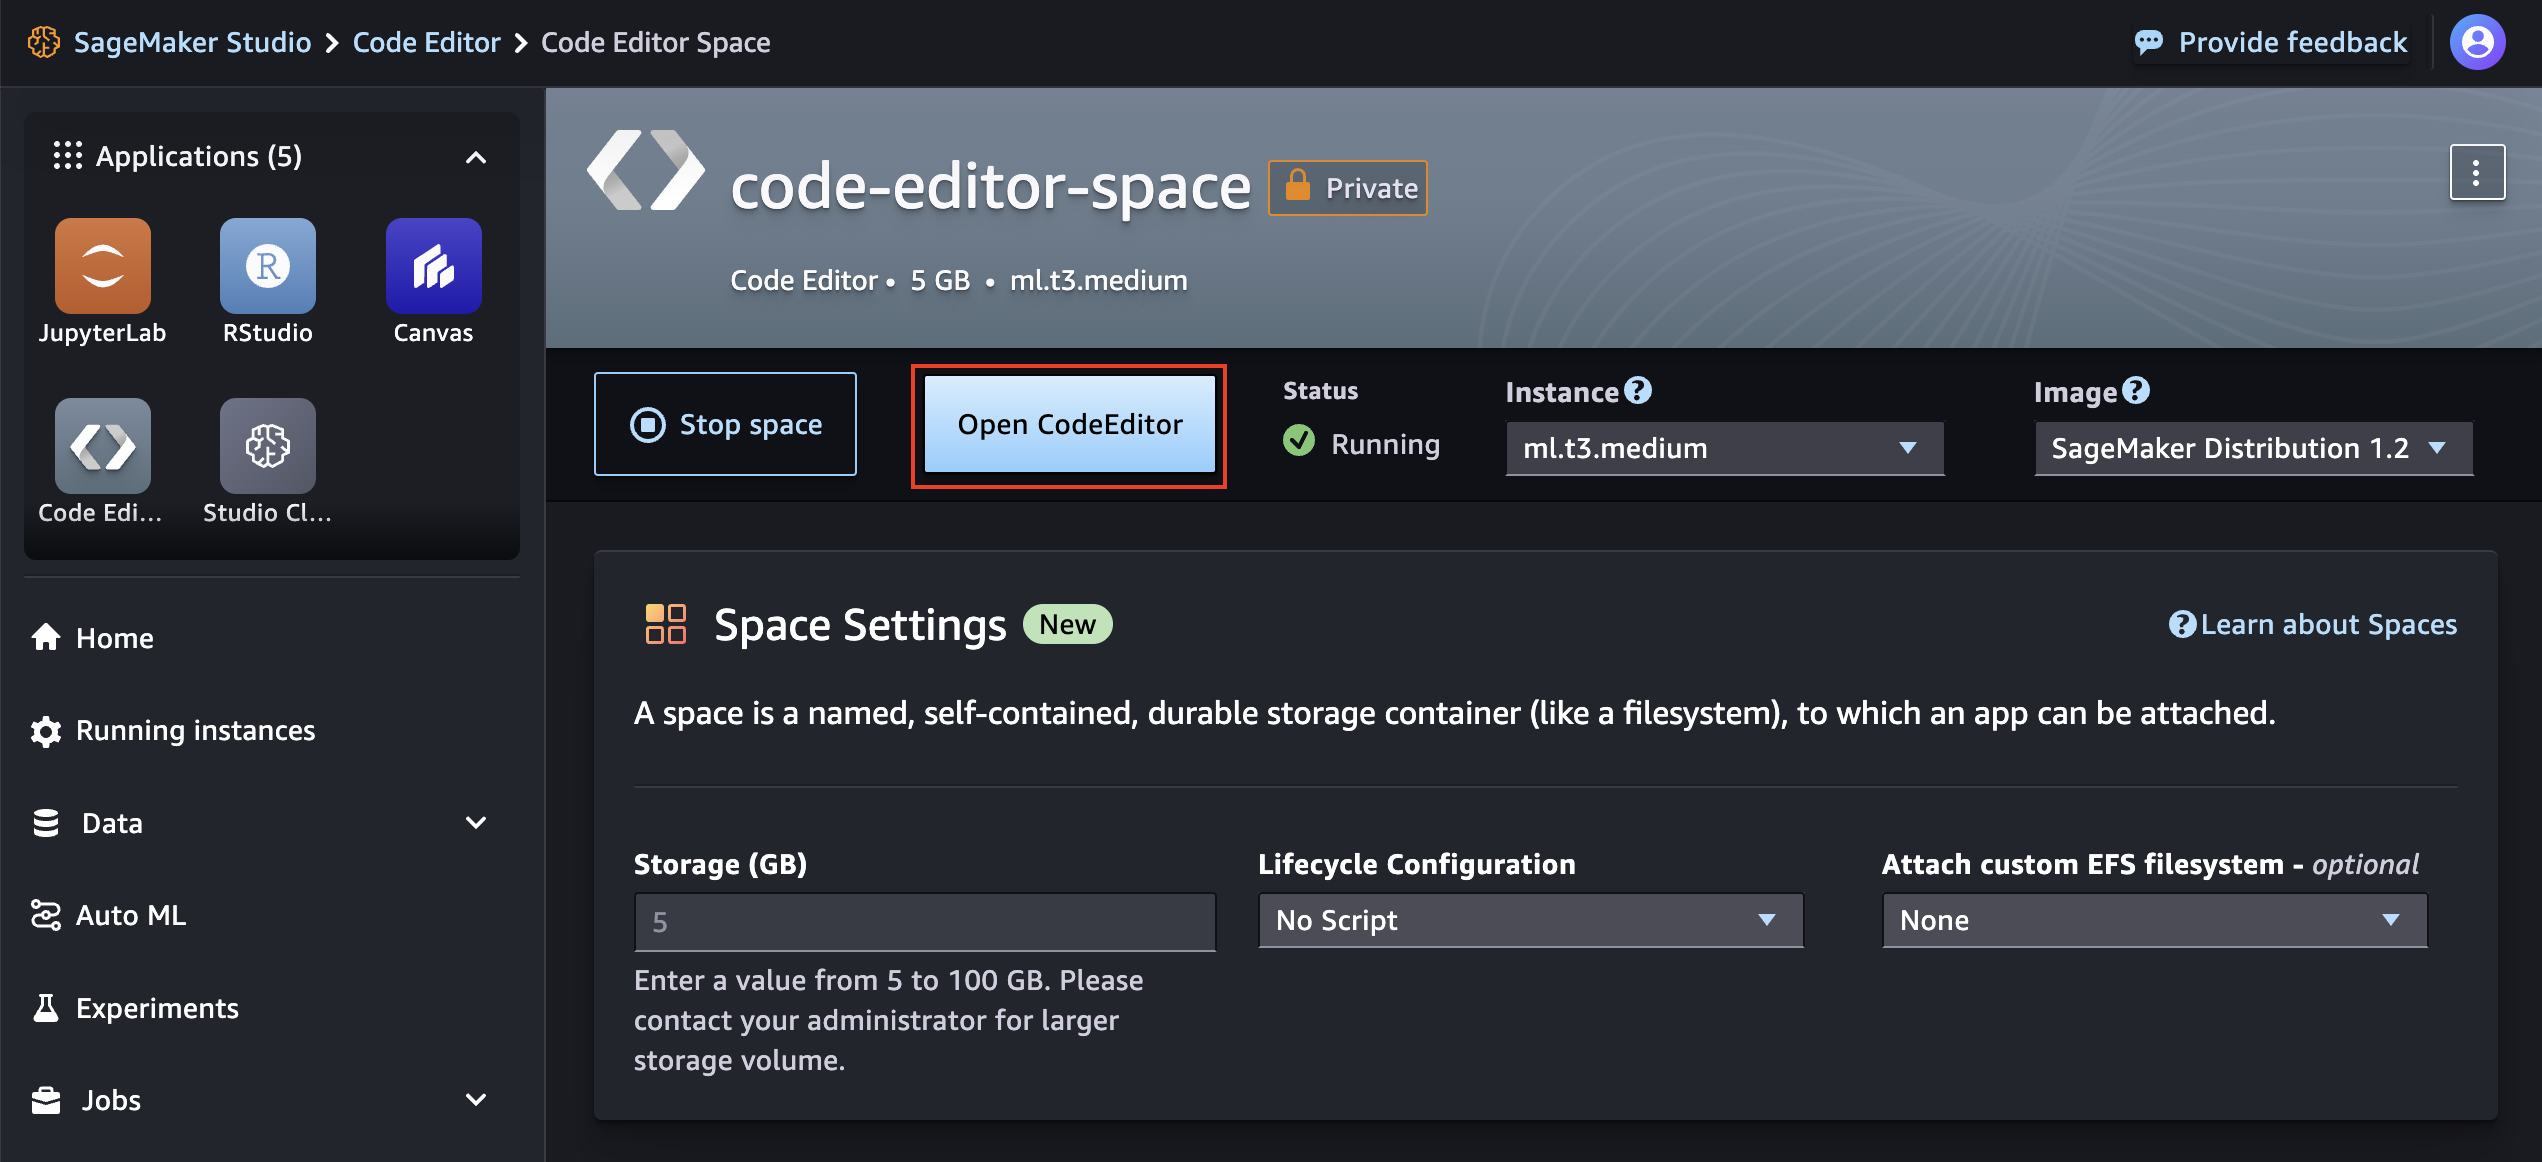 SageMaker Studio > Code Editor > Code Editor Space
Provide feedback
Applications (5)
JupyterLab
RStudio
Canvas
Code Edi...
Studio Cl...
Home
Running instances
Data
Auto ML
Experiments
Jobs
code-editor-space
Private
Code Editor • 5 GB • ml.t3.medium
Stop space
Open CodeEditor
Status
Running
Instance
ml.t3.medium
Image
SageMaker Distribution 1.2
Space Settings
New
Learn about Spaces
A space is a named, self-contained, durable storage container (like a filesystem), to which an app can be attached.
Storage (GB)
5
Enter a value from 5 to 100 GB. Please
contact your administrator for larger
storage volume.
Lifecycle Configuration
No Script
Attach custom EFS filesystem - optional
None